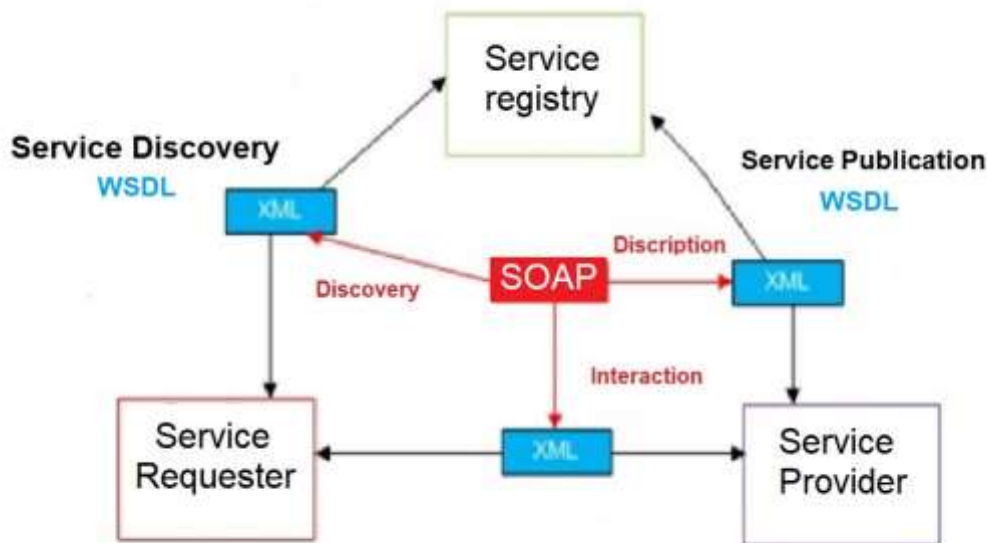 Service
registry
Service Discovery
WSDL
Service Publication
WSDL
XML
Discription
SOAP
XML
Discovery
Interaction
Service
Requester
XML
Service
Provider